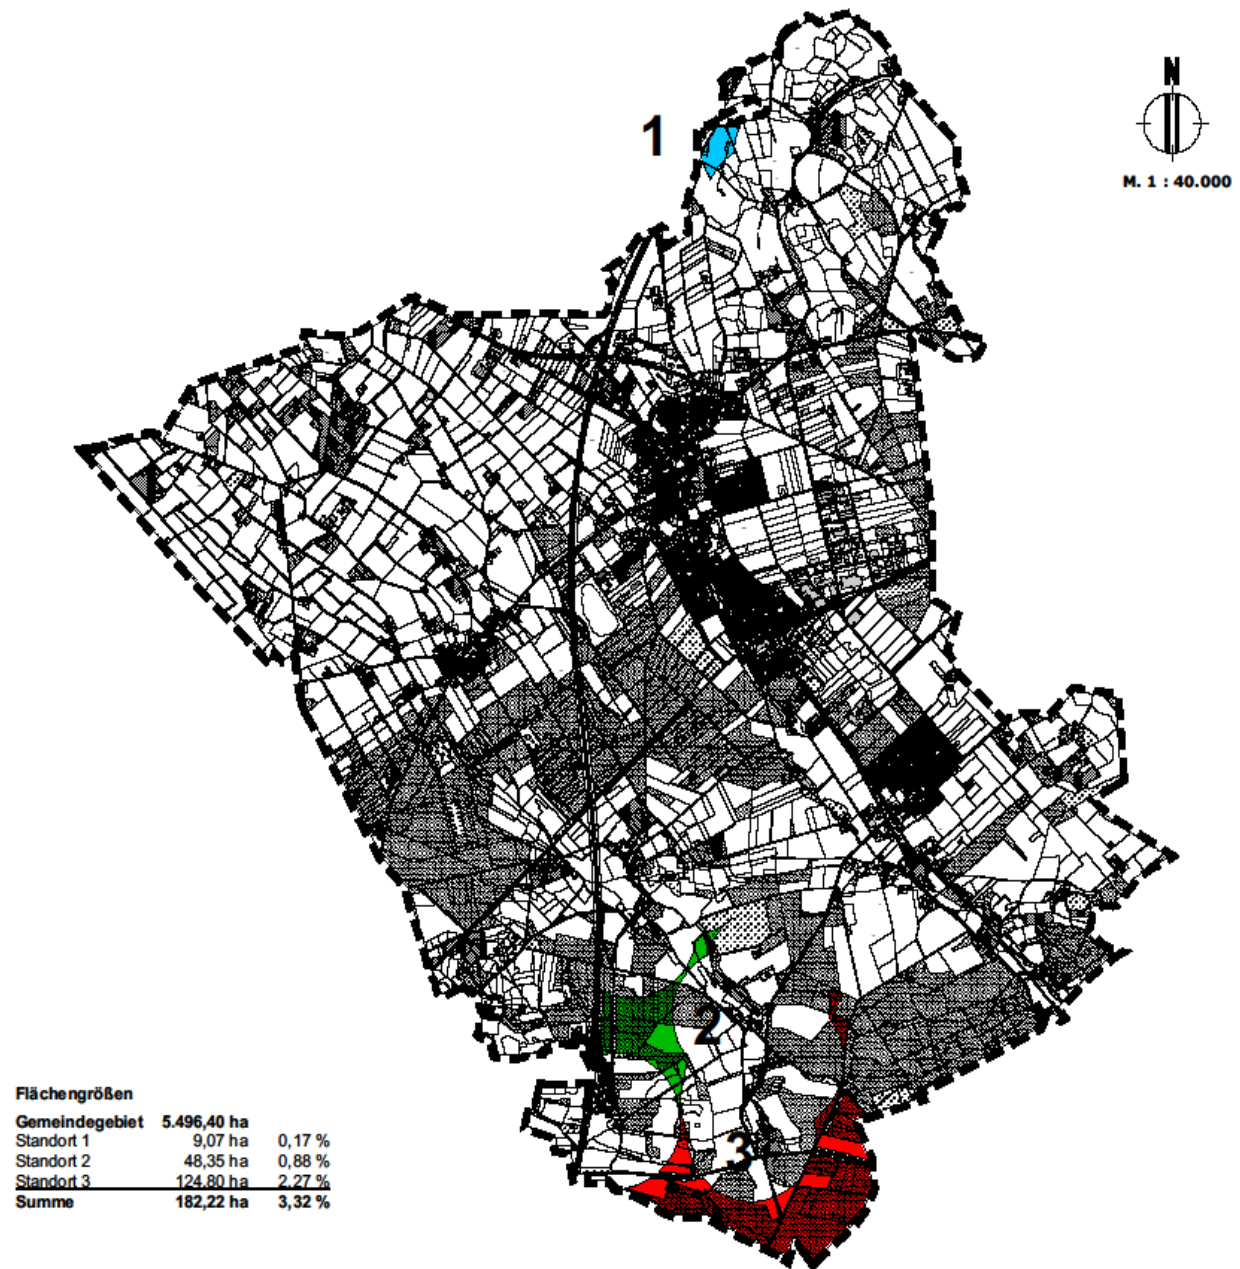 N
M. 1 : 40.000
1
2
3
Flächengrößen
Gemeindegebiet 5.496,40 ha
Standort 1 9,07 ha 0,17 %
Standort 2 48,35 ha 0,88 %
Standort 3 124,80 ha 2,27 %
Summe 182,22 ha 3,32 %